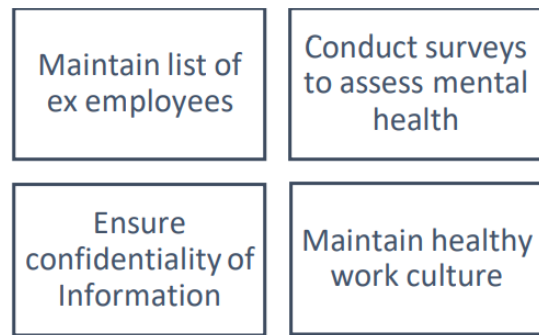 Maintain list of
ex employees
Conduct surveys
to assess mental
health
Ensure
confidentiality of
Information
Maintain healthy
work culture